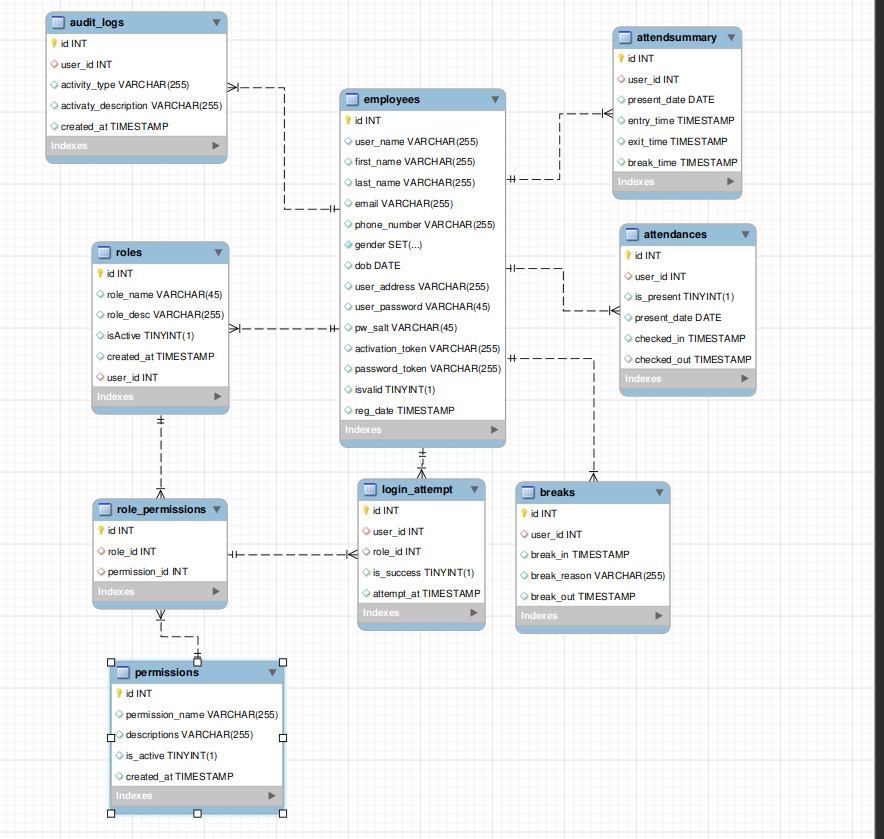 audit_logs
id INT
user_id INT
activity_type VARCHAR(255)
activaty_description VARCHAR(255)
created_at TIMESTAMP
Indexes
employees
id INT
user_name VARCHAR(255)
first_name VARCHAR(255)
last_name VARCHAR(255)
email VARCHAR(255)
phone_number VARCHAR(255)
gender SET(...)
dob DATE
user_address VARCHAR(255)
user_password VARCHAR(45)
pw_salt VARCHAR(45)
activation_token VARCHAR(255)
password_token VARCHAR(255)
isvalid TINYINT(1)
reg_date TIMESTAMP
Indexes
attendsummary
id INT
user_id INT
present_date DATE
entry_time TIMESTAMP
exit_time TIMESTAMP
break_time TIMESTAMP
Indexes
roles
id INT
role_name VARCHAR(45)
role_desc VARCHAR(255)
isActive TINYINT(1)
created_at TIMESTAMP
user_id INT
Indexes
attendances
id INT
user_id INT
is_present TINYINT(1)
present_date DATE
checked_in TIMESTAMP
checked_out TIMESTAMP
Indexes
role_permissions
id INT
role_id INT
permission_id INT
Indexes
login_attempt
id INT
user_id INT
role_id INT
is_success TINYINT(1)
attempt_at TIMESTAMP
Indexes
breaks
id INT
user_id INT
break_in TIMESTAMP
break_reason VARCHAR(255)
break_out TIMESTAMP
Indexes
permissions
id INT
permission_name VARCHAR(255)
descriptions VARCHAR(255)
is_active TINYINT(1)
created_at TIMESTAMP
Indexes